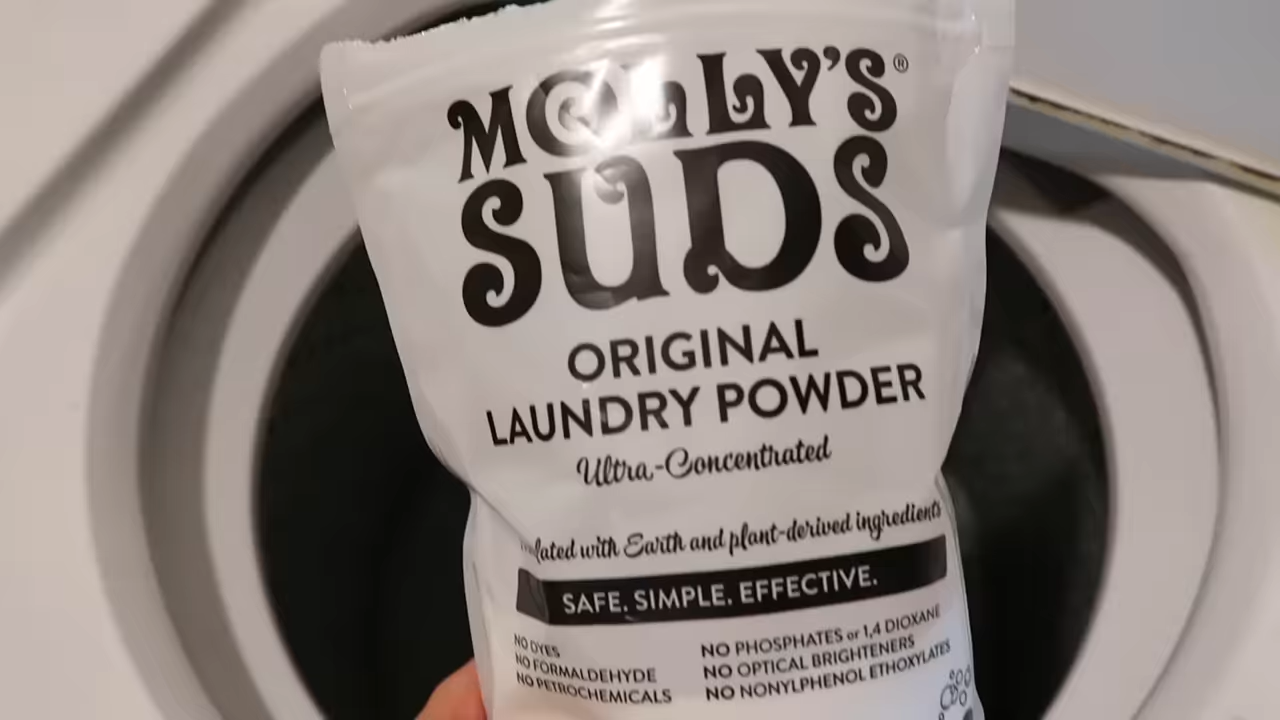 MOLLY'S®
SUDS
ORIGINAL
LAUNDRY POWDER
Ultra-Concentrated
with Earth and plant-derived ingredients
SAFE. SIMPLE. EFFECTIVE.
NO DYES
NO FORMALDEHYDE
NO PETROCHEMICALS
NO PHOSPHATES or 1,4 DIOXANE
NO OPTICAL BRIGHTENERS
NO NONYLPHENOL ETHOXYLATES